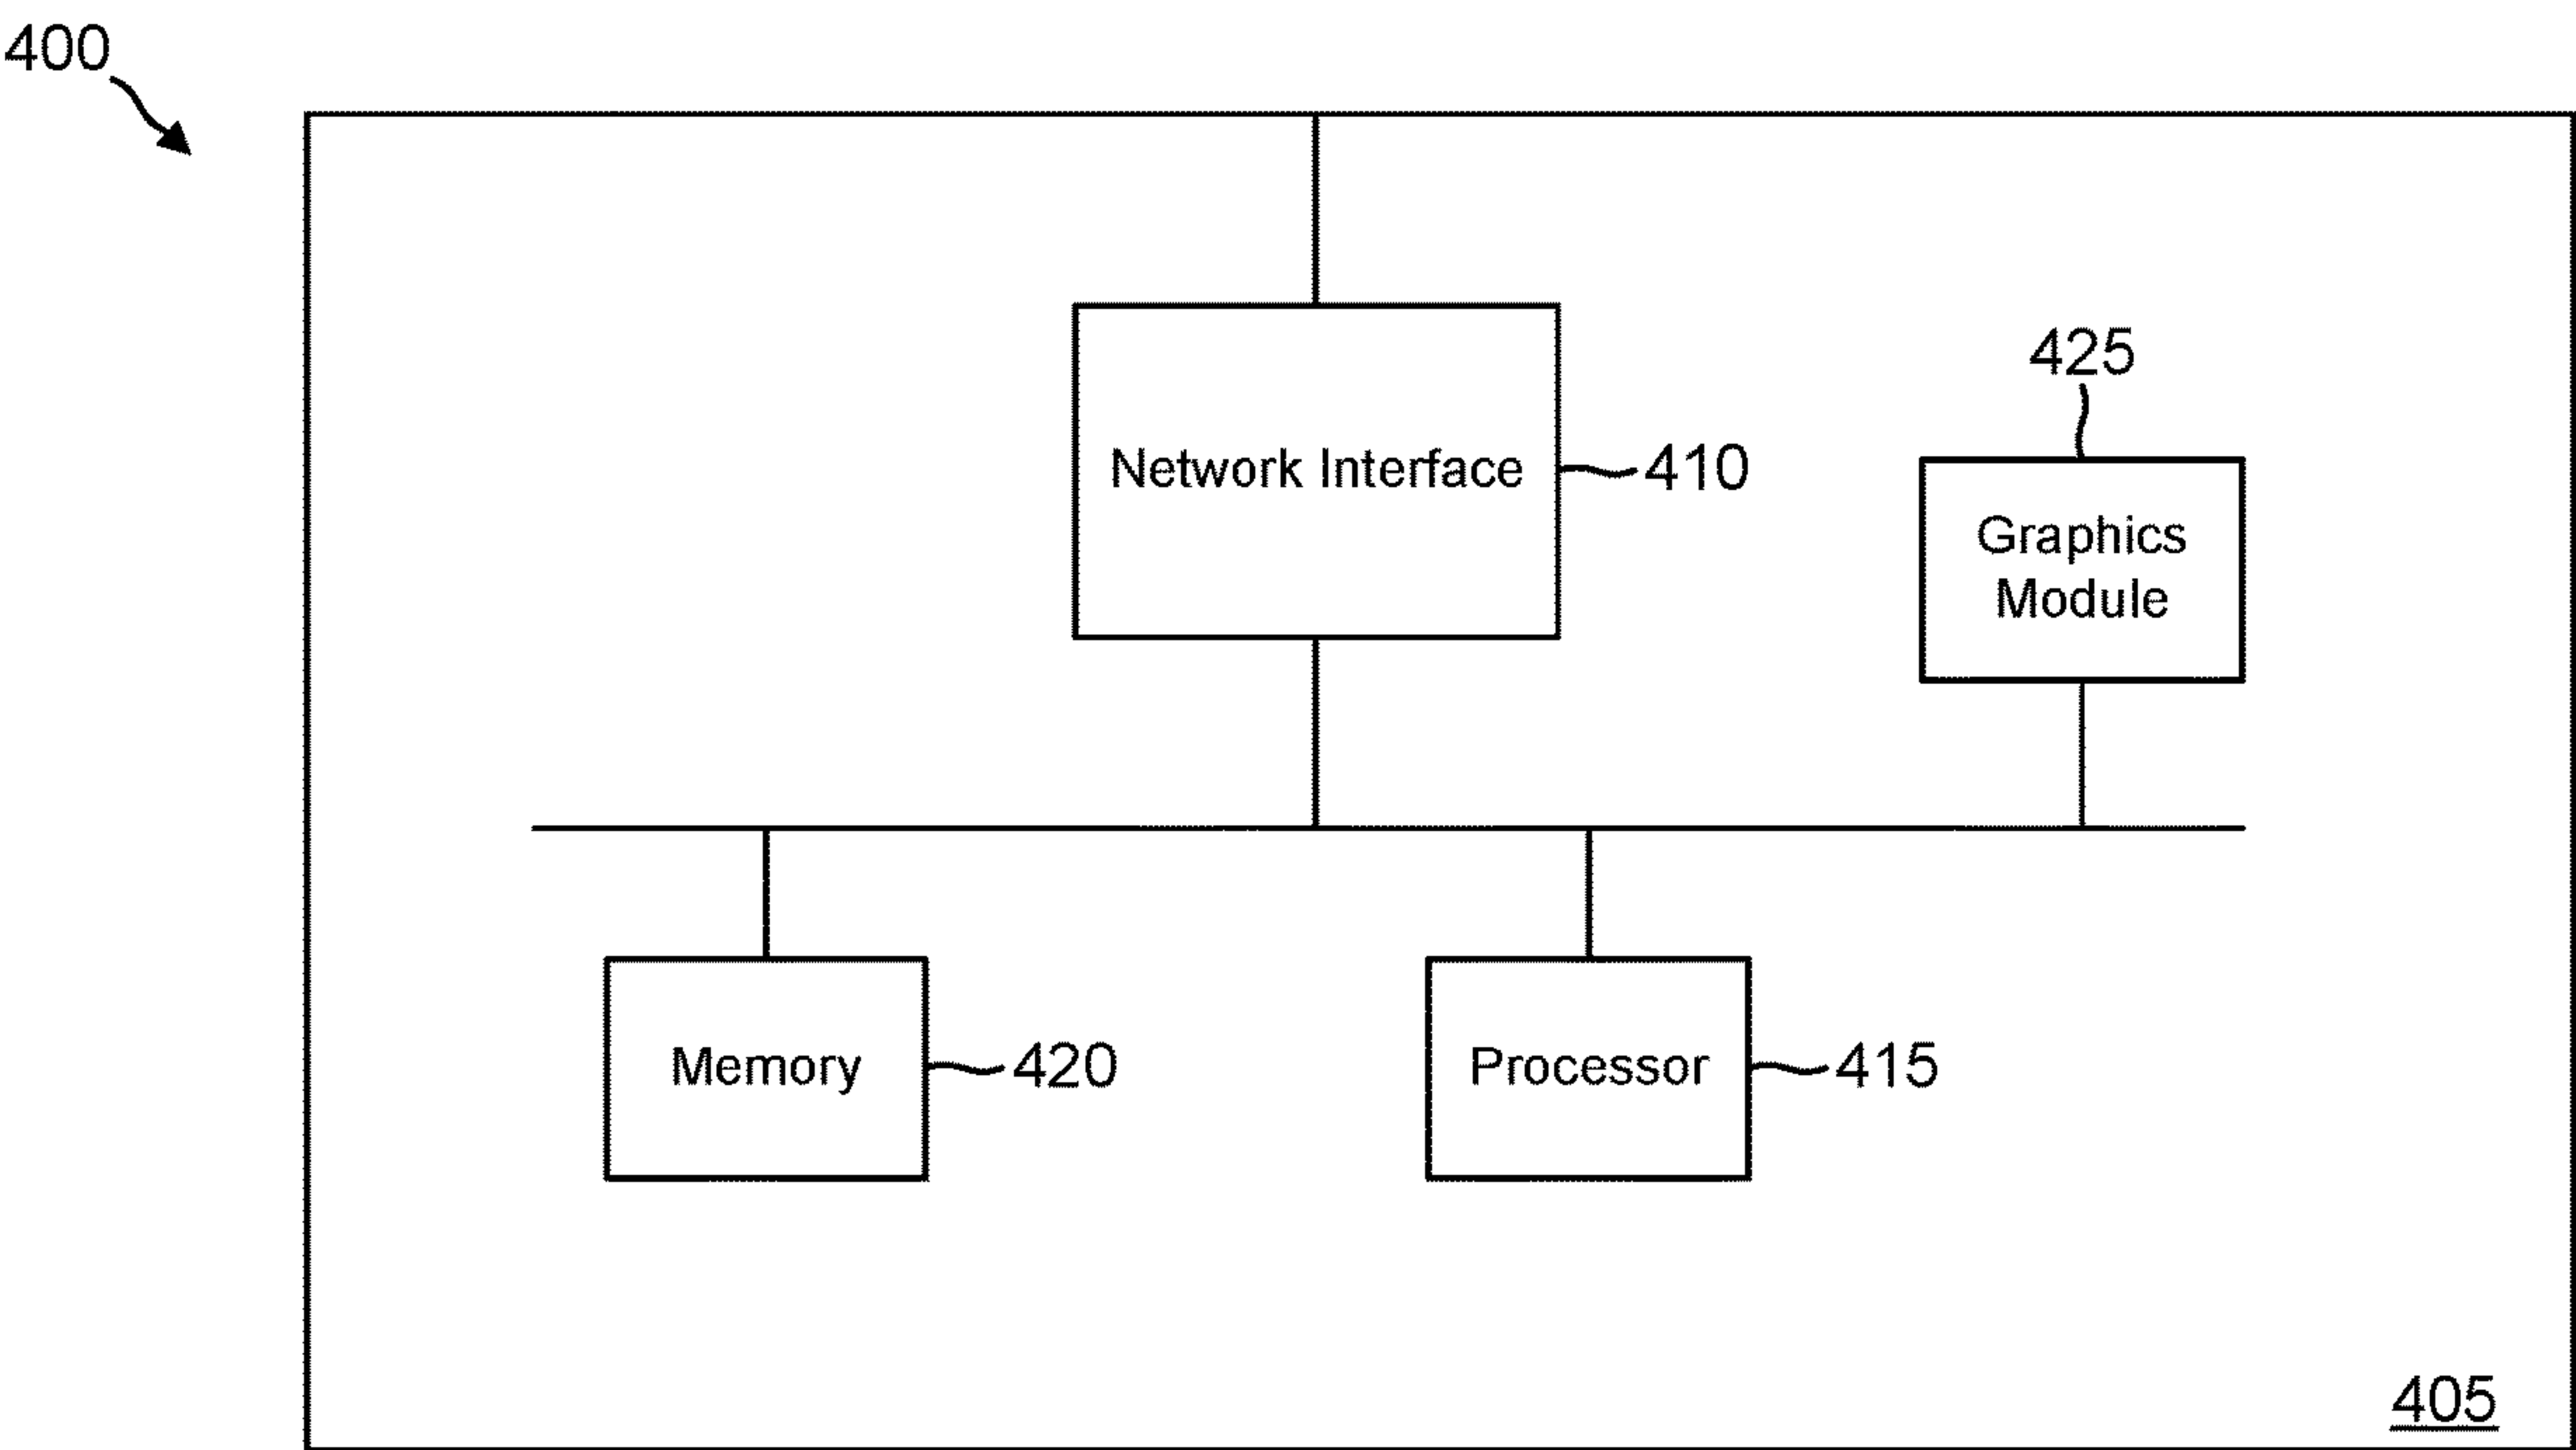 400
425
Network Interface
410
Graphics
Module
Memory
420
Processor
415
405